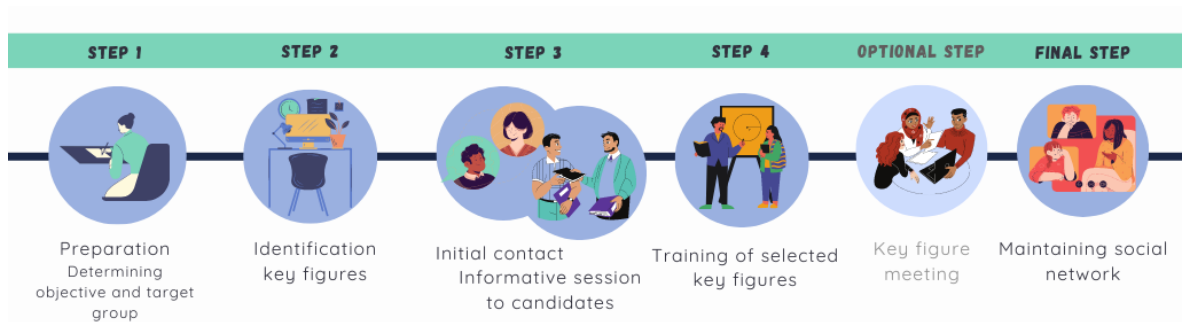 STEP 1
STEP 2
STEP 3
STEP 4
OPTIONAL STEP
FINAL STEP
Preparation
Determining
objective and target
group
Identification
key figures
Initial contact
Informative session
to candidates
Training of selected
key figures
Key figure
meeting
Maintaining social
network